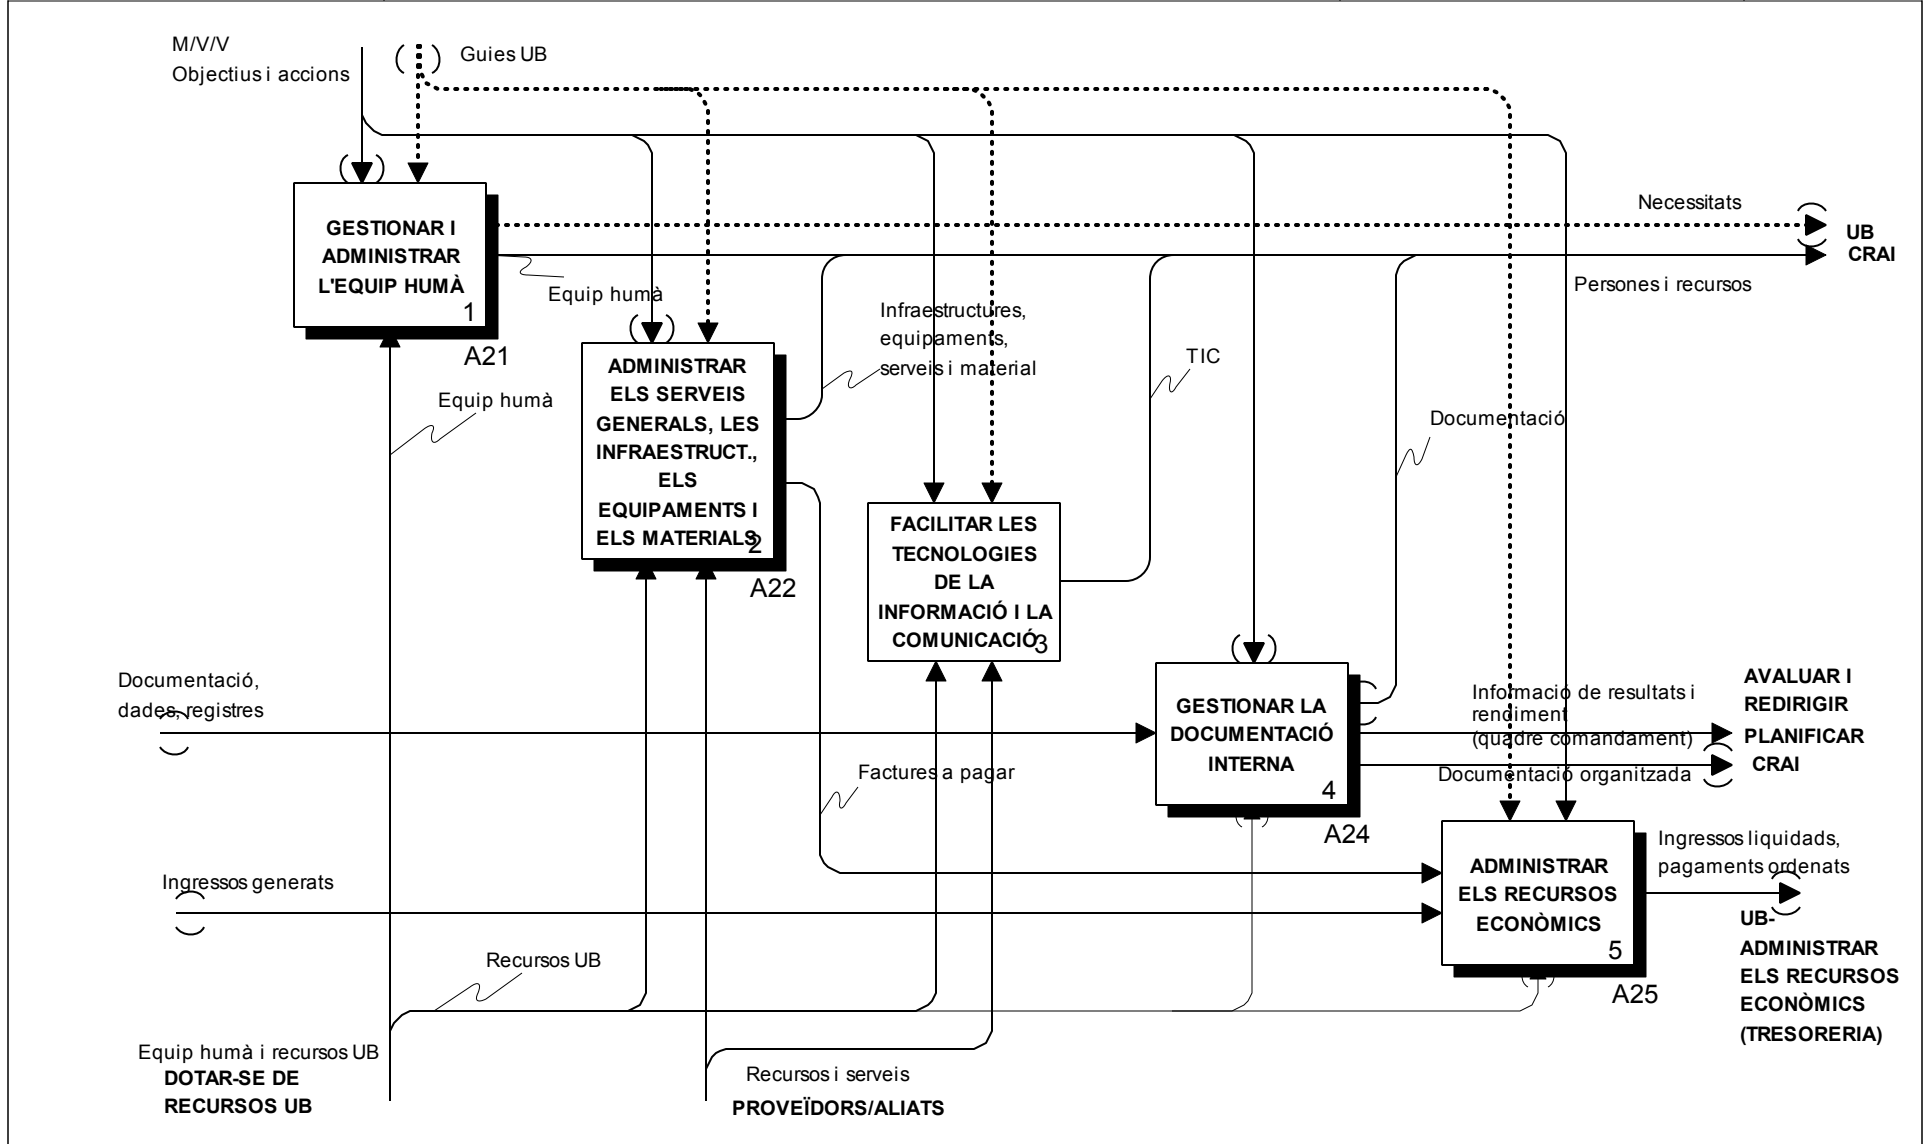 M/V/V
Objectius i accions
Guies UB
GESTIONAR I
ADMINISTRAR
L'EQUIP HUMÀ
1
A21
Necessitats
UB
CRAI
Persones i recursos
Equip humà
Equip humà
ADMINISTRAR
ELS SERVEIS
GENERALS, LES
INFRAESTRUCT.,
ELS
EQUIPAMENTS I
ELS MATERIALS
2
A22
Infraestructures,
equipaments,
serveis i material
TIC
Documentació
FACILITAR LES
TECNOLOGIES
DE LA
INFORMACIÓ I LA
COMUNICACIÓ
3
Documentació,
dades, registres
GESTIONAR LA
DOCUMENTACIÓ
INTERNA
4
A24
Informació de resultats i
rendiment
(quadre comandament)
Documentació organitzada
AVALUAR I
REDIRIGIR
PLANIFICAR
CRAI
Factures a pagar
Ingressos generats
ADMINISTRAR
ELS RECURSOS
ECONÒMICS
5
A25
Ingressos liquidads,
pagaments ordenats
UB-
ADMINISTRAR
ELS RECURSOS
ECONÒMICS
(TRESORERIA)
Recursos UB
Equip humà i recursos UB
DOTAR-SE DE
RECURSOS UB
Recursos i serveis
PROVEÏDORS/ALIATS